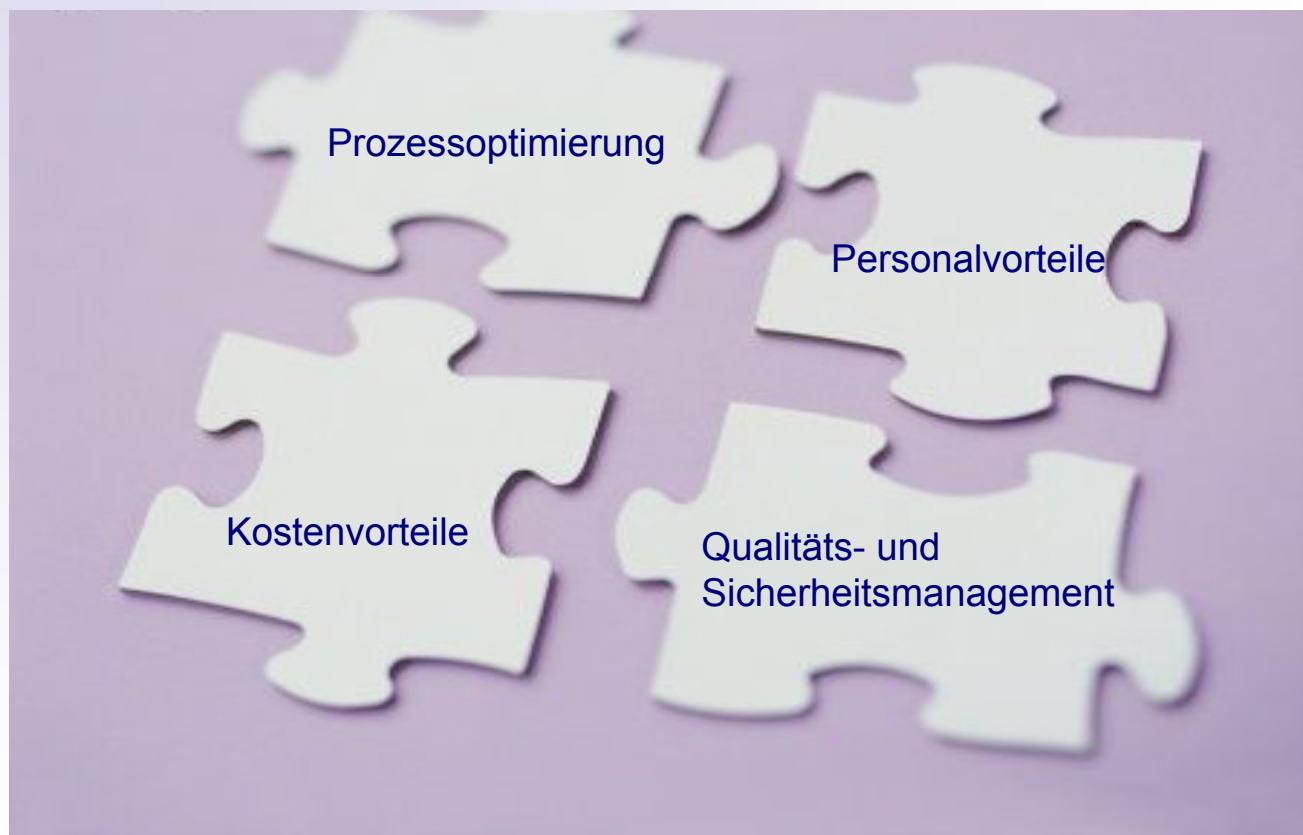 Prozessoptimierung
Personalvorteile
Kostenvorteile
Qualitäts- und
Sicherheitsmanagement